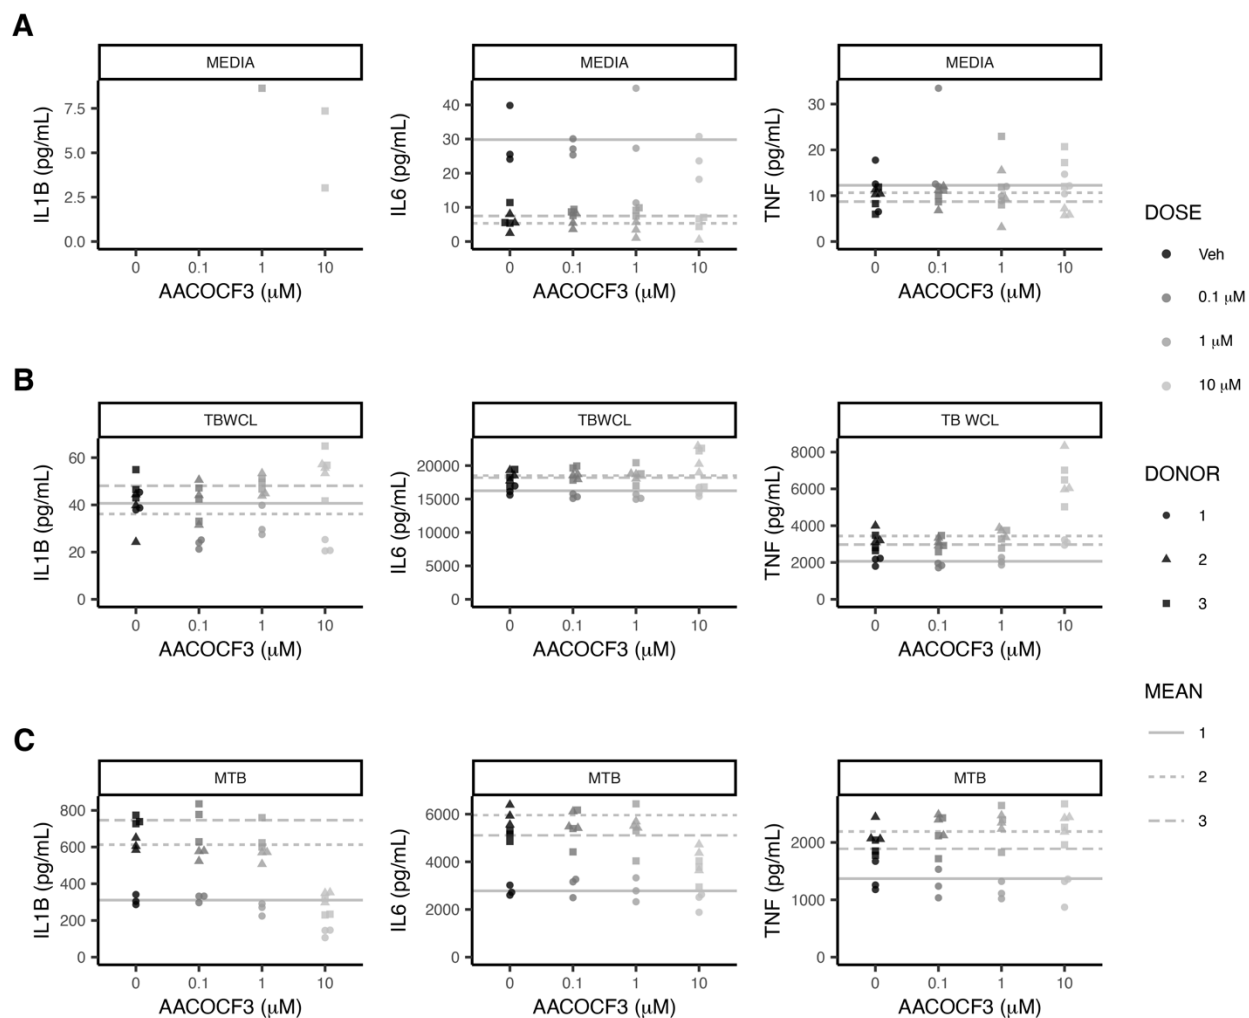 A
MEDIA
IL1B (pg/mL)
7.5
5.0
2.5
0.0
0
0.1
1
10
AACOCF3 (μM)
MEDIA
IL6 (pg/mL)
40
30
20
10
0
0
0.1
1
10
AACOCF3 (μM)
MEDIA
TNF (pg/mL)
30
20
10
0
0
0.1
1
10
AACOCF3 (μM)
B
TBWCL
IL1B (pg/mL)
60
40
20
0
0
0.1
1
10
AACOCF3 (μM)
TBWCL
IL6 (pg/mL)
20000
15000
10000
5000
0
0
0.1
1
10
AACOCF3 (μM)
TB WCL
TNF (pg/mL)
8000
6000
4000
2000
0
0
0.1
1
10
AACOCF3 (μM)
C
MTB
IL1B (pg/mL)
800
600
400
200
0
0
0.1
1
10
AACOCF3 (μM)
MTB
IL6 (pg/mL)
6000
4000
2000
0
0
0.1
1
10
AACOCF3 (μM)
MTB
TNF (pg/mL)
2000
1000
0
0
0.1
1
10
AACOCF3 (μM)
DOSE
Veh
0.1 μM
1 μM
10 μM
DONOR
1
2
3
MEAN
1
2
3